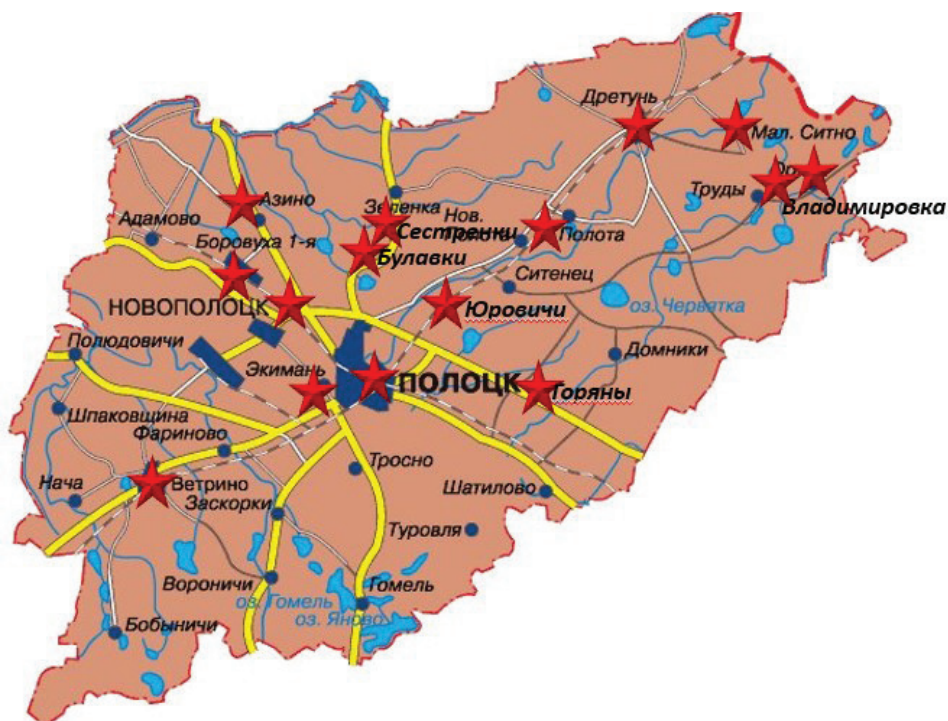 Дретунь
Мал. Ситно
Труды
Владимировка
Азино
Зеленка
Нов.
Сестренки
Полота
Адамово
Боровуха 1-я
Булавки
Ситенец
НОВОПОЛОЦК
Юровичи
оз. Червятка
Полюдовичи
Домники
Экимань
ПОЛОЦК
Горяны
Шпаковщина
Фариново
Тросно
Нача
Ветрино
Шатилово
Заскорки
Туровля
Вороничи
Гомель
оз. Гомель
оз. Яново
Бобыничи